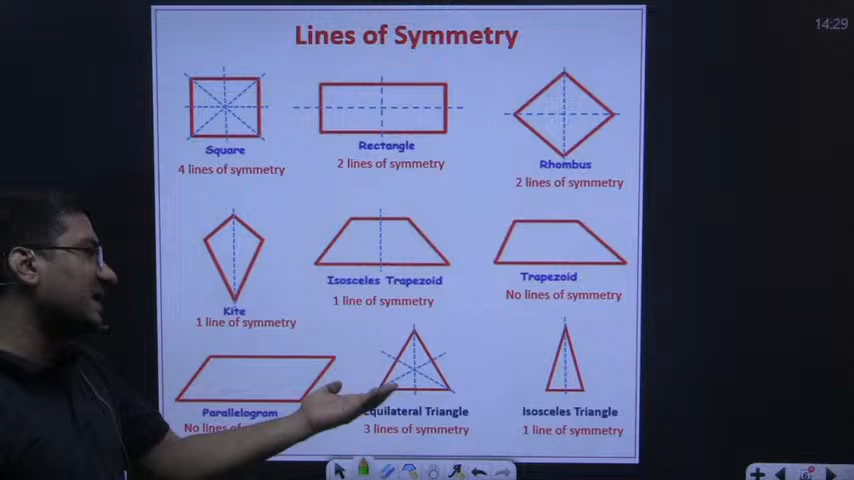 14:29
Lines of Symmetry
Square
4 lines of symmetry
Rectangle
2 lines of symmetry
Rhombus
2 lines of symmetry
Kite
1 line of symmetry
Isosceles Trapezoid
1 line of symmetry
Trapezoid
No lines of symmetry
Parallelogram
No lines of
Equilateral Triangle
3 lines of symmetry
Isosceles Triangle
1 line of symmetry